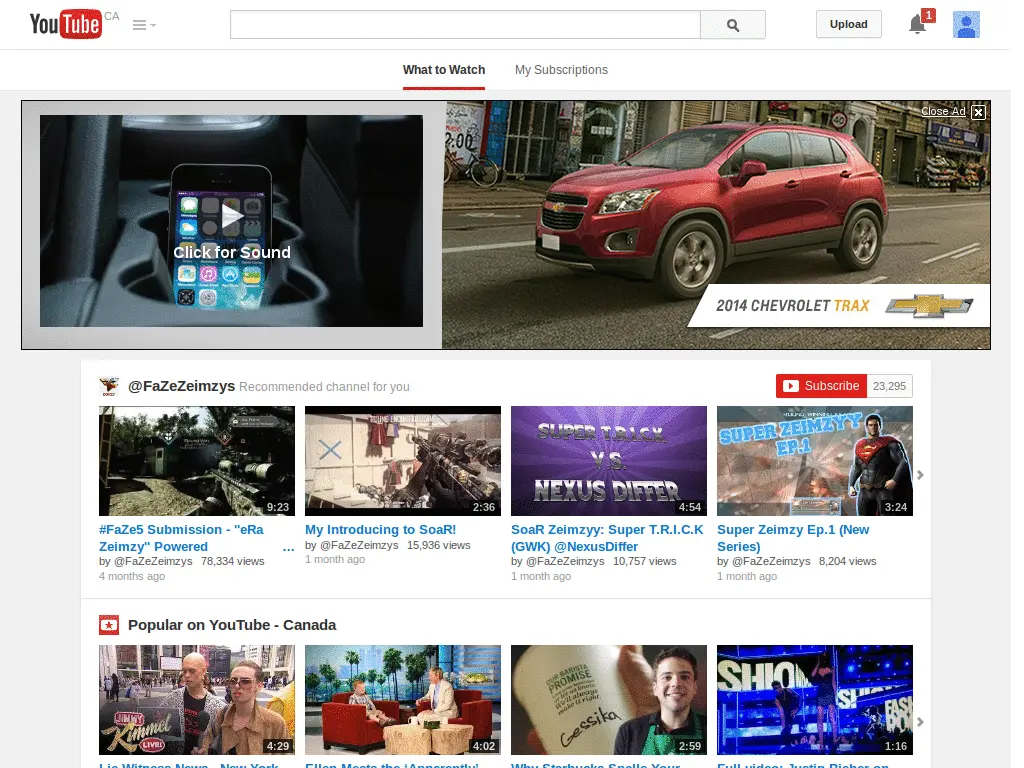 YouTube CA
Upload
1
What to Watch
My Subscriptions
Close Ad X
Click for Sound
2014 CHEVROLET TRAX
@FaZeZeimzys Recommended channel for you
Subscribe 23,295
9:23
2:36
SUPER T.R.I.C.K
V.S.
NEXUS DIFFER
4:54
SUPER ZEIMZY'Y
EP.1
3:24
#FaZe5 Submission - "eRa
Zeimzy" Powered ...
by @FaZeZeimzys 78,334 views
4 months ago
My Introducing to SoaR!
by @FaZeZeimzys 15,936 views
1 month ago
SoaR Zeimzyy: Super T.R.I.C.K
(GWK) @NexusDiffer
by @FaZeZeimzys 10,757 views
1 month ago
Super Zeimzy Ep.1 (New
Series)
by @FaZeZeimzys 8,204 views
1 month ago
Popular on YouTube - Canada
JIMMY
Kimmel
LIVE!
4:29
4:02
OUR BARISTA
PROMISE
Gessika
2:59
SHIO
FASH
1:16
Lie Witness News - New York
Ellen Meets the 'Apparently'
Why Starbucks Spells Your
Full video: Justin Bieber on